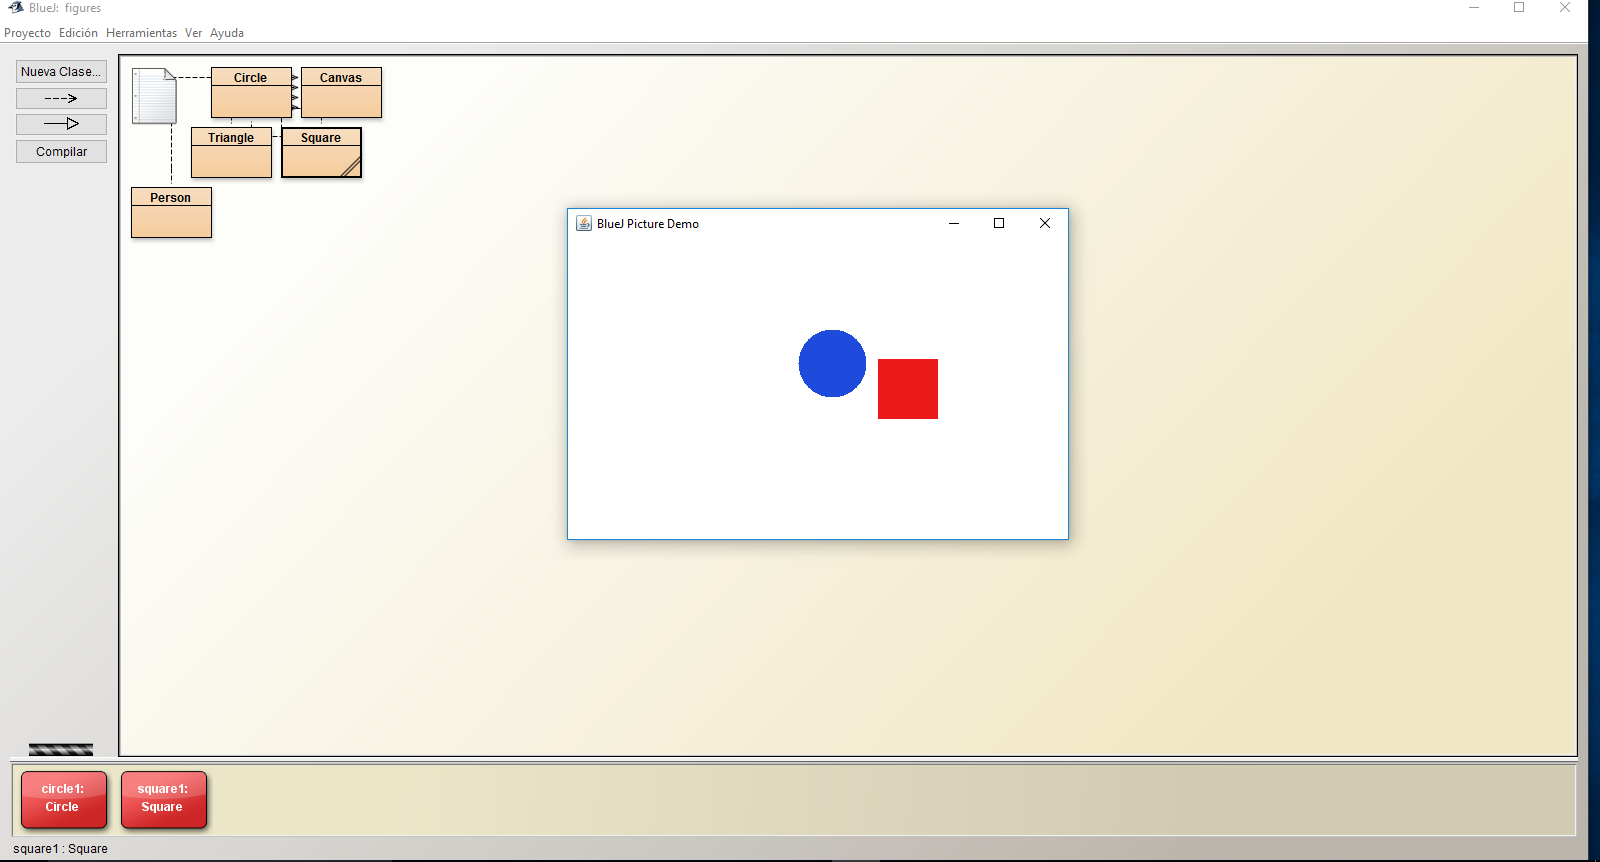 BlueJ: figures
Proyecto Edición Herramientas Ver Ayuda
Nueva Clase...
Compilar
Circle
Canvas
Triangle
Square
Person
BlueJ Picture Demo
circle1:
Circle
square1:
Square
square1 : Square